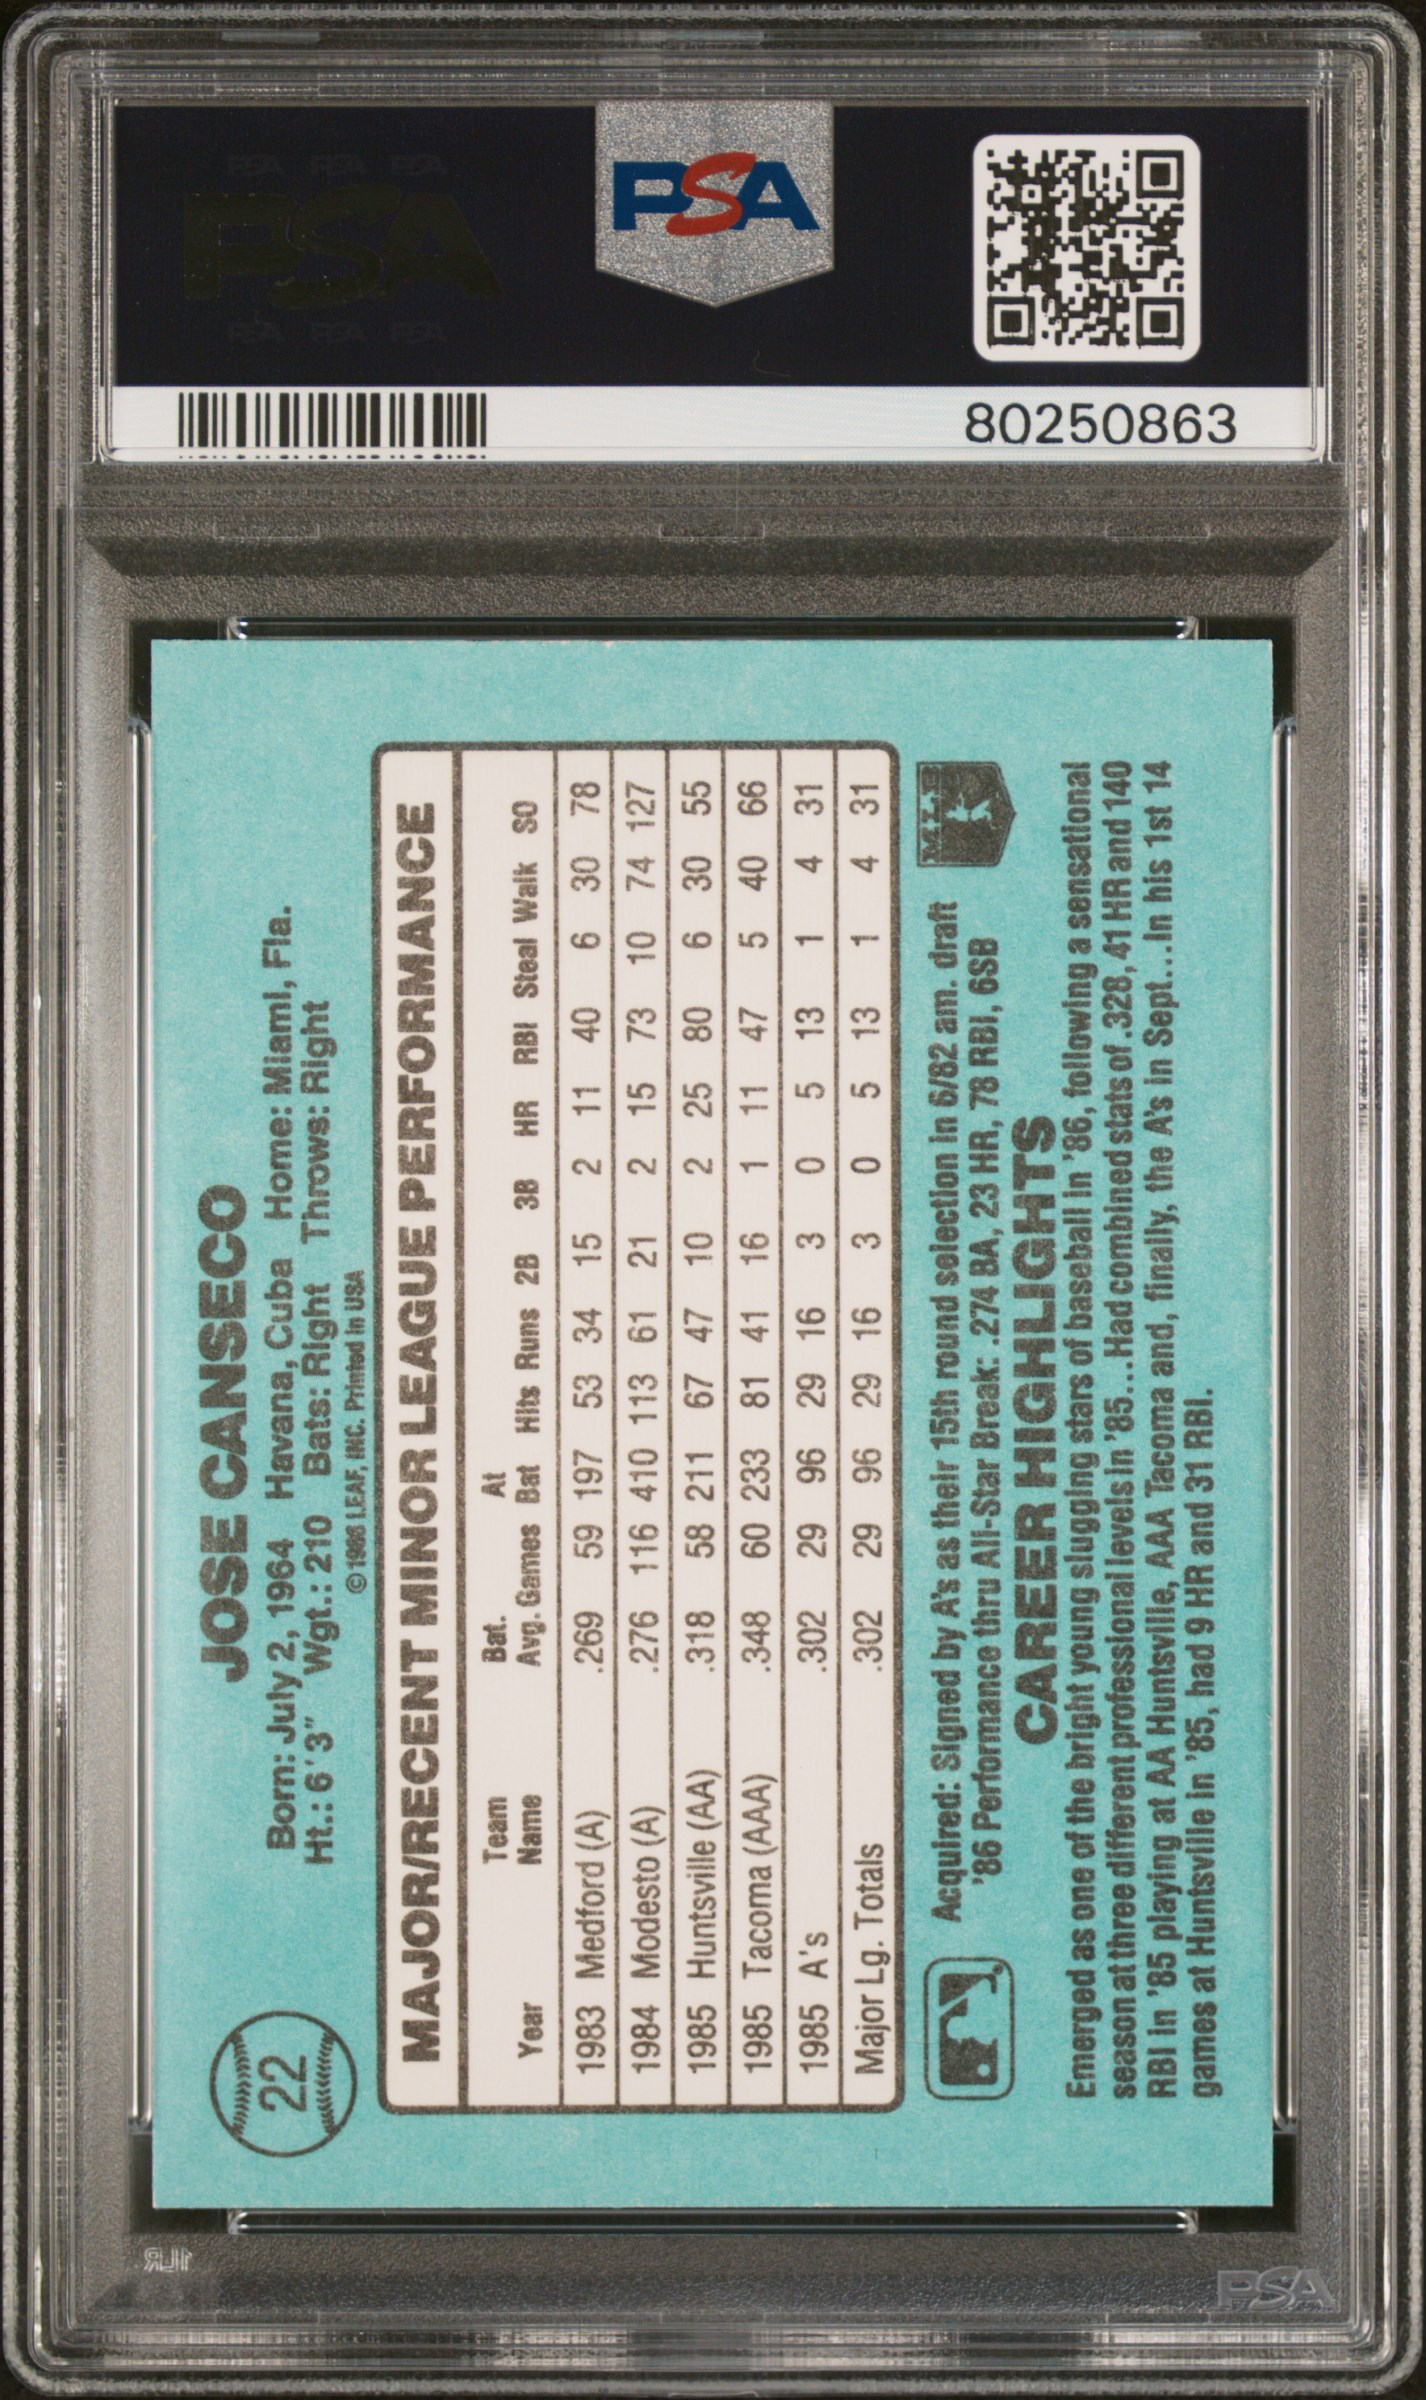 PSA PSA PSA
PSA
PSA PSA PSA
PSA
80250863
22
JOSE CANSECO
Born: July 2, 1964 Havana, Cuba Home: Miami, Fla.
Ht.: 6'3" Wgt.: 210 Bats: Right Throws: Right
© 1986 LEAF, INC. Printed in USA
MAJOR/RECENT MINOR LEAGUE PERFORMANCE
Year Team Name Bat. Avg. Games At Bat Hits Runs 2B 3B HR RBI Steal Walk SO
1983 Medford (A) .269 59 197 53 34 15 2 11 40 6 30 78
1984 Modesto (A) .276 116 410 113 61 21 2 15 73 10 74 127
1985 Huntsville (AA) .318 58 211 67 47 10 2 25 80 6 30 55
1985 Tacoma (AAA) .348 60 233 81 41 16 1 11 47 5 40 66
1985 A's .302 29 96 29 16 3 0 5 13 1 4 31
Major Lg. Totals .302 29 96 29 16 3 0 5 13 1 4 31
Acquired: Signed by A's as their 15th round selection in 6/82 am. draft
'86 Performance thru All-Star Break: .274 BA, 23 HR, 78 RBI, 6SB
MLB
CAREER HIGHLIGHTS
Emerged as one of the bright young slugging stars of baseball in '86, following a sensational
season at three different professional levels in '85...Had combined stats of .328, 41 HR and 140
RBI in '85 playing at AA Huntsville, AAA Tacoma and, finally, the A's in Sept...In his 1st 14
games at Huntsville in '85, had 9 HR and 31 RBI.
1LR
PSA